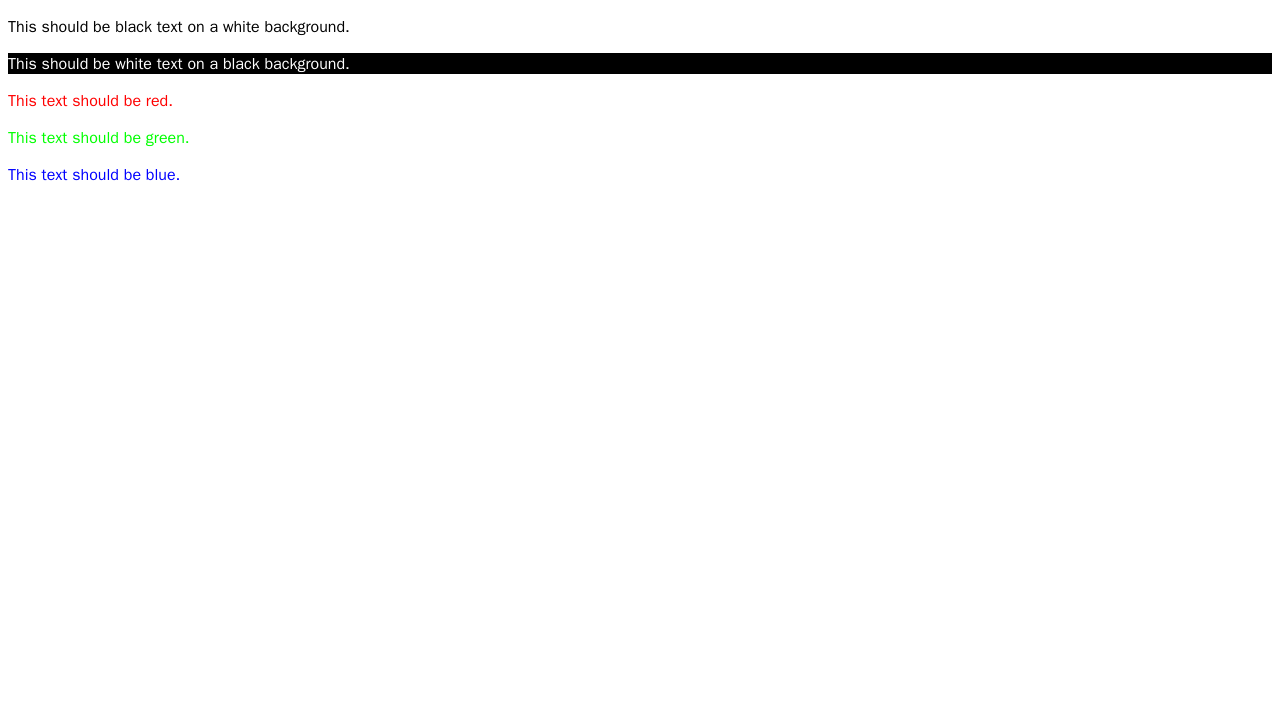 This should be black text on a white background.
This should be white text on a black background.
This text should be red.
This text should be green.
This text should be blue.